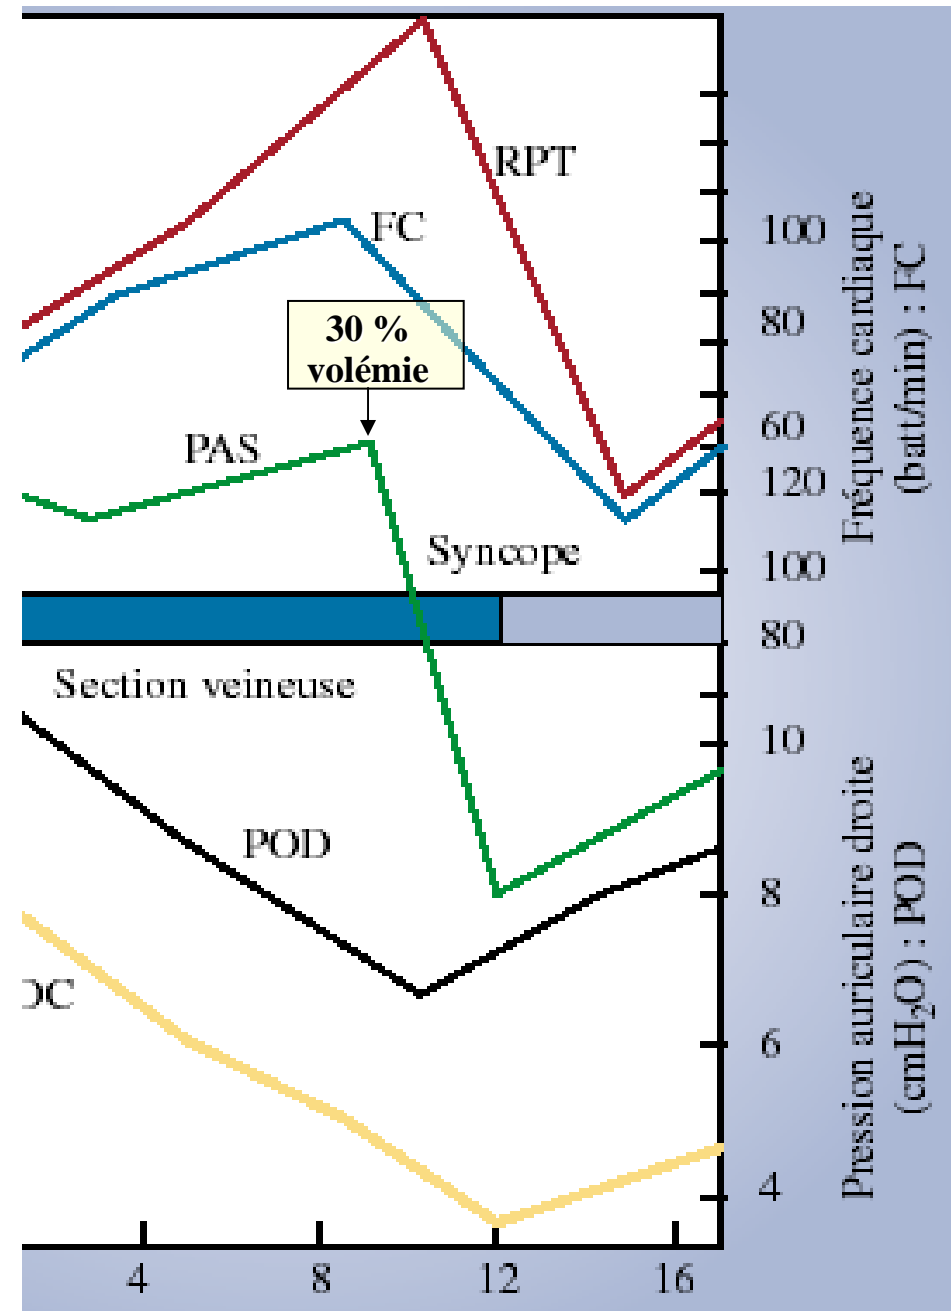 RPT
FC
30 %
volémie
PAS
Syncope
Section veineuse
POD
100
80
60
120
100
80
10
8
6
4
Fréquence cardiaque
(batt/min) : FC
Pression auriculaire droite
(cmH₂O) : POD
4 8 12 16